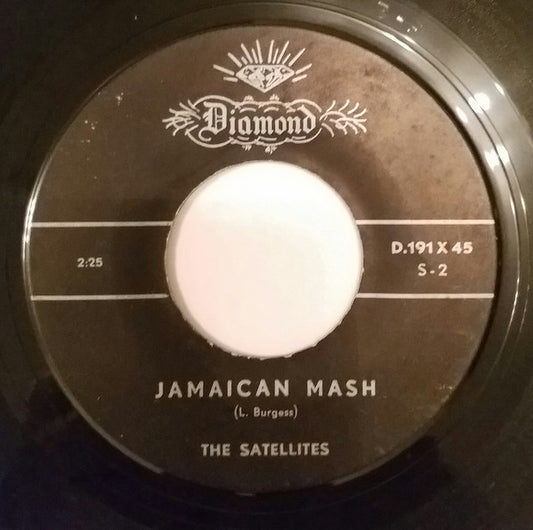 Diamond
2:25
D.191 X 45
S-2
JAMAICAN MASH
(L. Burgess)
THE SATELLITES